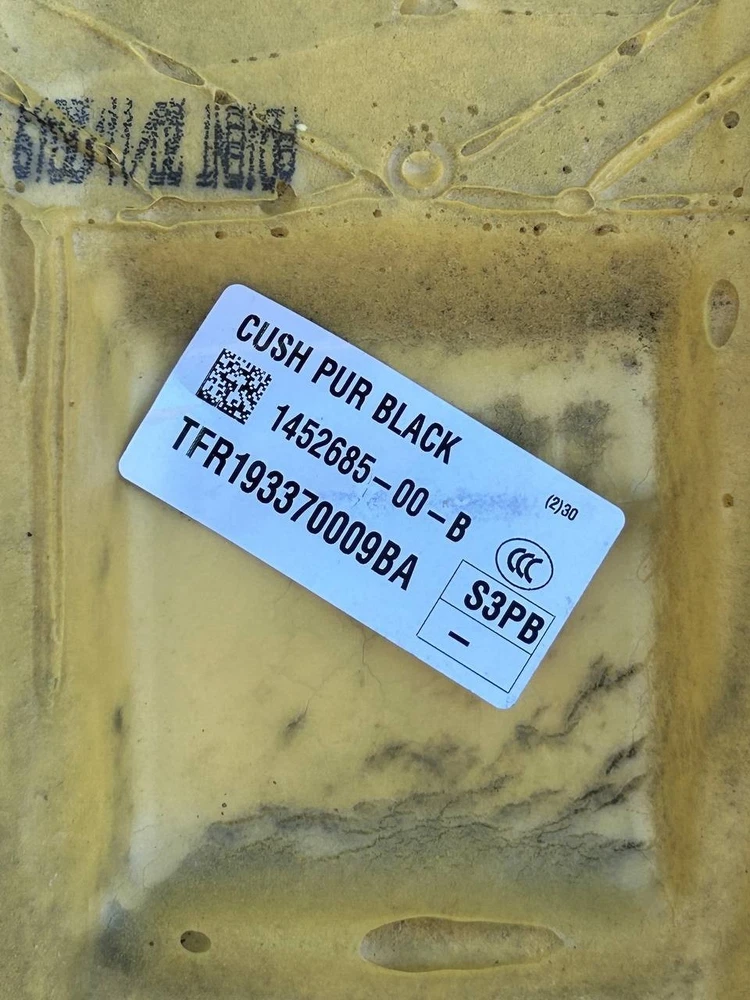 CUSH PUR BLACK
1452685-00-B
TFR193370009BA
(2)30
CCC
S3PB
-